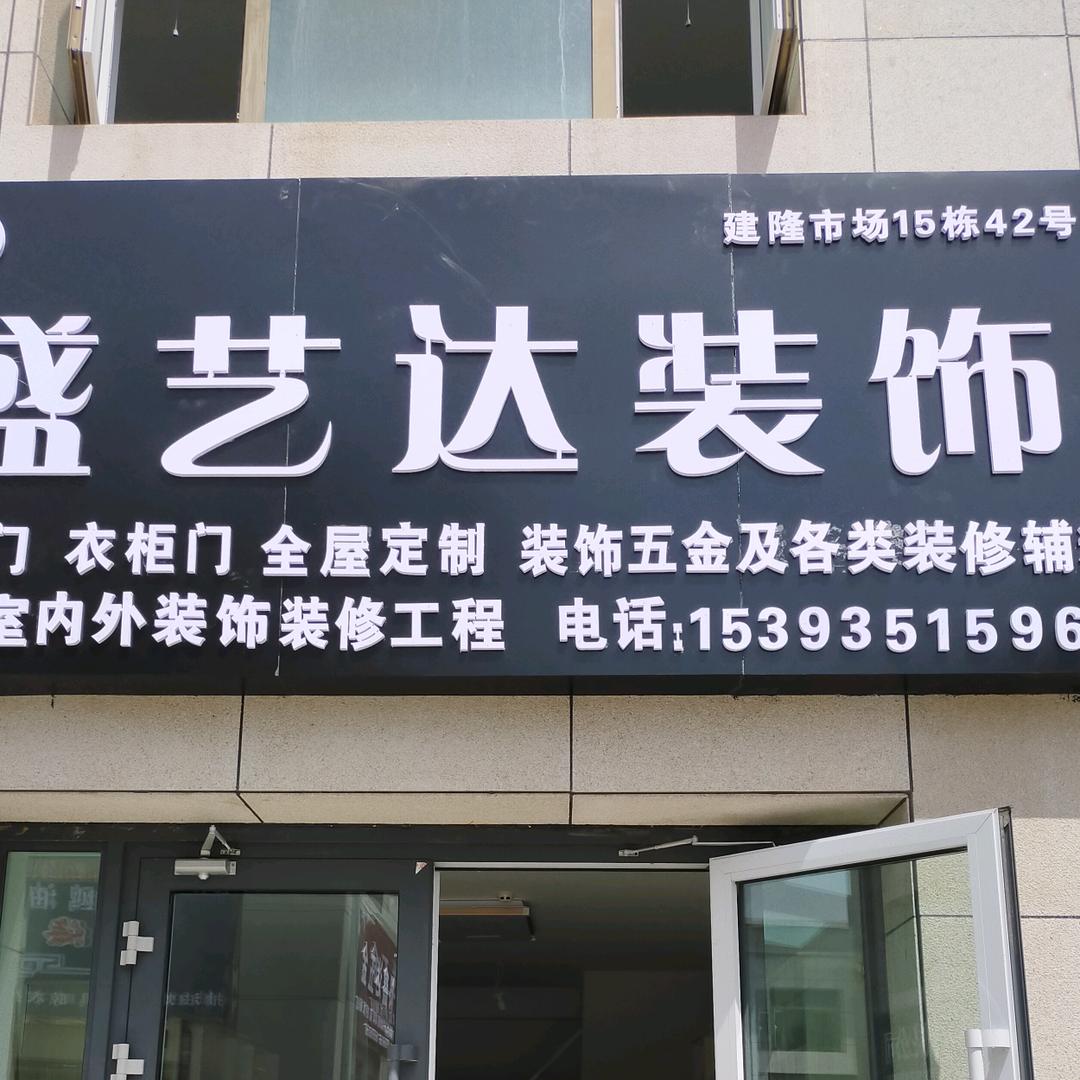 建隆市场15栋42号
盛艺达装饰
门 衣柜门 全屋定制 装饰五金及各类装修辅
室内外装饰装修工程 电话:1539351596